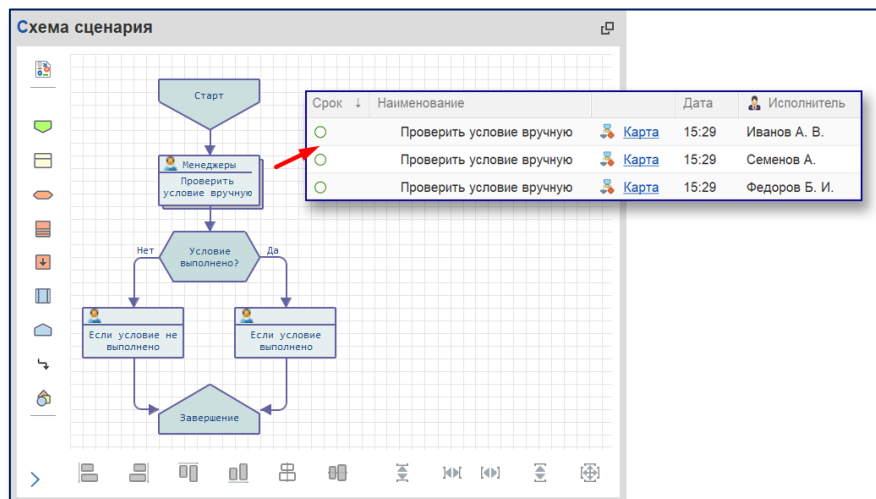 Схема сценария
Старт
Менеджеры
Проверить
условие вручную
Условие
выполнено?
Нет
Да
Если условие не
выполнено
Если условие
выполнено
Завершение
Срок ↓ Наименование Дата Исполнитель
Проверить условие вручную Карта 15:29 Иванов А. В.
Проверить условие вручную Карта 15:29 Семенов А.
Проверить условие вручную Карта 15:29 Федоров Б. И.